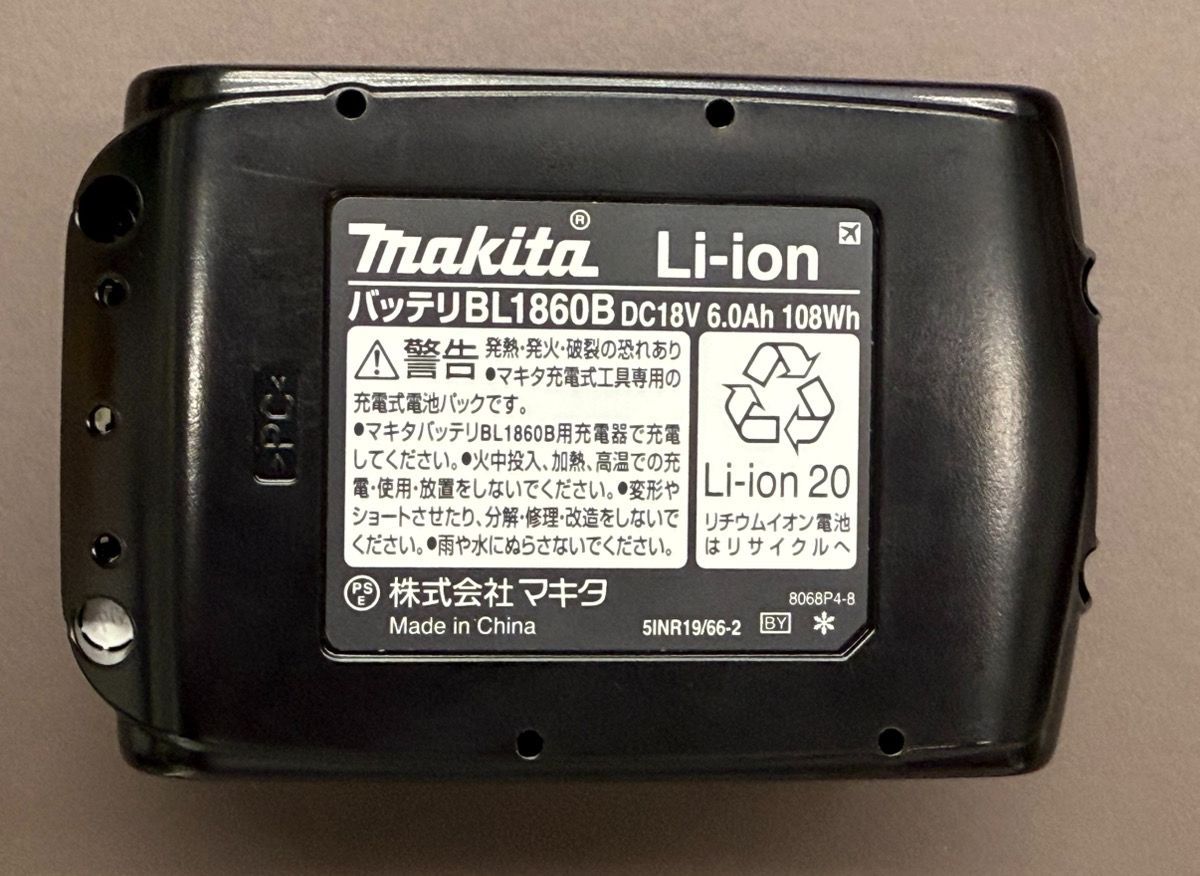 makita® Li-ion
バッテリBL1860B DC18V 6.0Ah 108Wh
警告 発熱・発火・破裂の恐れあり
●マキタ充電式工具専用の
充電式電池パックです。
●マキタバッテリBL1860B用充電器で充電
してください。●火中投入、加熱、高温での充
電・使用・放置をしないでください。●変形や
ショートさせたり、分解・修理・改造をしないで
ください。●雨や水にぬらさないでください。
Li-ion 20
リチウムイオン電池
はリサイクルへ
PSE 株式会社マキタ
8068P4-8
Made in China
5INR19/66-2 BY
>PC<